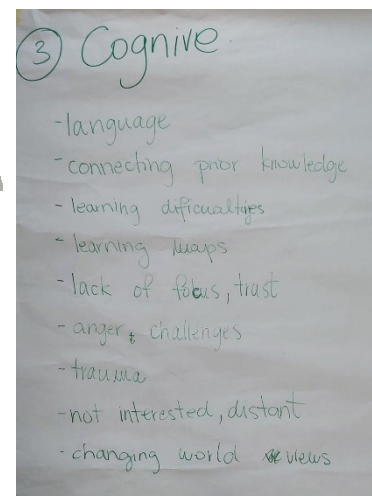 3 Cognive
- language
- connecting prior knowledge
- learning dificualties
- learning maps
- lack of focus, trust
- anger, challenges
- trauma
- not interested, distant
- changing world views